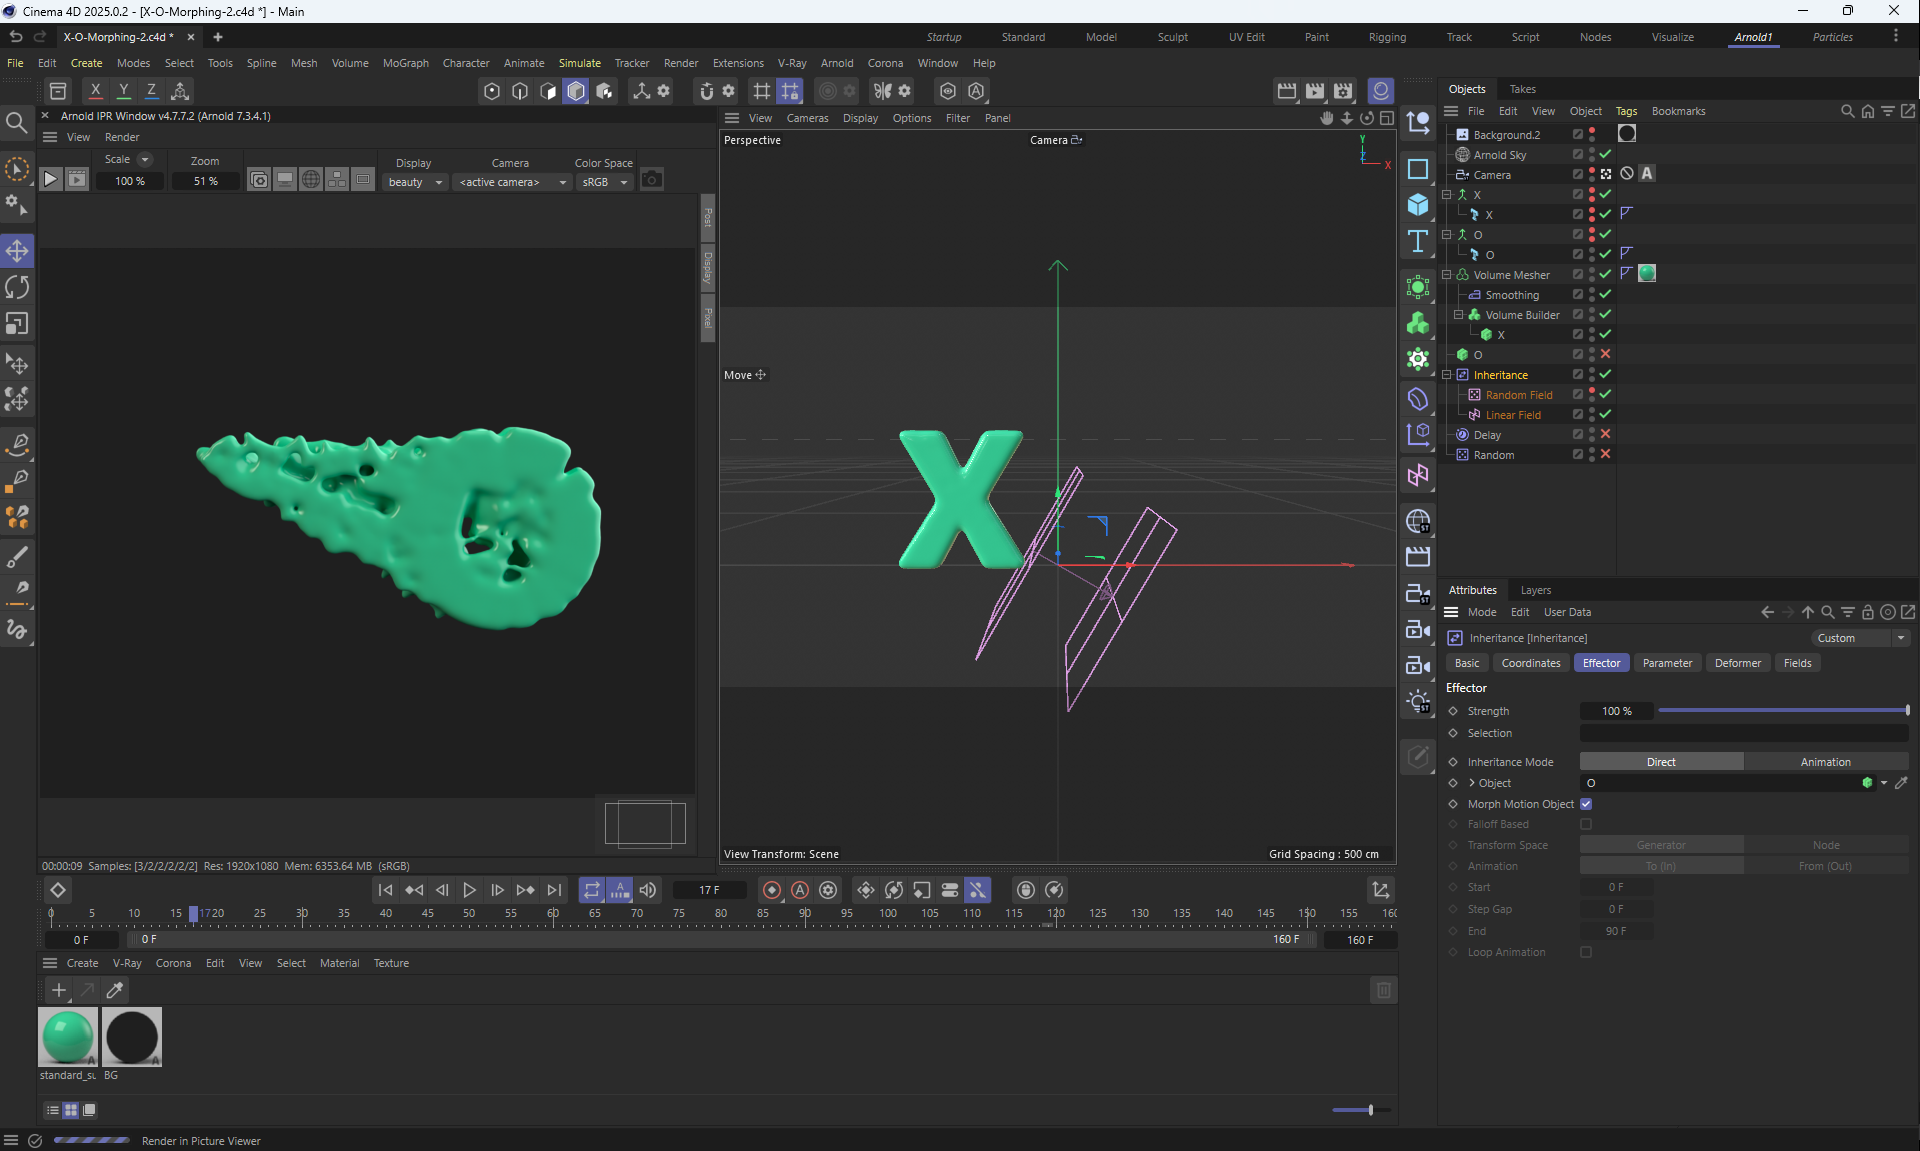 Cinema 4D 2025.0.2 - [X-O-Morphing-2.c4d *] - Main
X-O-Morphing-2.c4d *
Startup Standard Model Sculpt UV Edit Paint Rigging Track Script Nodes Visualize Arnold1 Particles
File Edit Create Modes Select Tools Spline Mesh Volume MoGraph Character Animate Simulate Tracker Render Extensions V-Ray Arnold Corona Window Help
X Y Z
Arnold IPR Window v4.7.7.2 (Arnold 7.3.4.1)
View Render
Scale Zoom Display Camera Color Space
100 % 51 % beauty <active camera> sRGB
Post
Display
Pixel
00:00:09 Samples: [3/2/2/2/2/2] Res: 1920x1080 Mem: 6353.64 MB (sRGB)
View Cameras Display Options Filter Panel
Perspective
Camera
Y
Z
X
Move
View Transform: Scene
Grid Spacing : 500 cm
17 F
0 5 10 15 17 20 25 30 35 40 45 50 55 60 65 70 75 80 85 90 95 100 105 110 115 120 125 130 135 140 145 150 155 160
0 F 0 F 160 F 160 F
Create V-Ray Corona Edit View Select Material Texture
standard_su BG
Render in Picture Viewer
Objects Takes
File Edit View Object Tags Bookmarks
Background.2
Arnold Sky
Camera
X
X
O
O
Volume Mesher
Smoothing
Volume Builder
X
O
Inheritance
Random Field
Linear Field
Delay
Random
Attributes Layers
Mode Edit User Data
Inheritance [Inheritance]
Custom
Basic Coordinates Effector Parameter Deformer Fields
Effector
Strength 100 %
Selection
Inheritance Mode Direct Animation
Object O
Morph Motion Object
Falloff Based
Transform Space Generator Node
Animation To (In) From (Out)
Start 0 F
Step Gap 0 F
End 90 F
Loop Animation